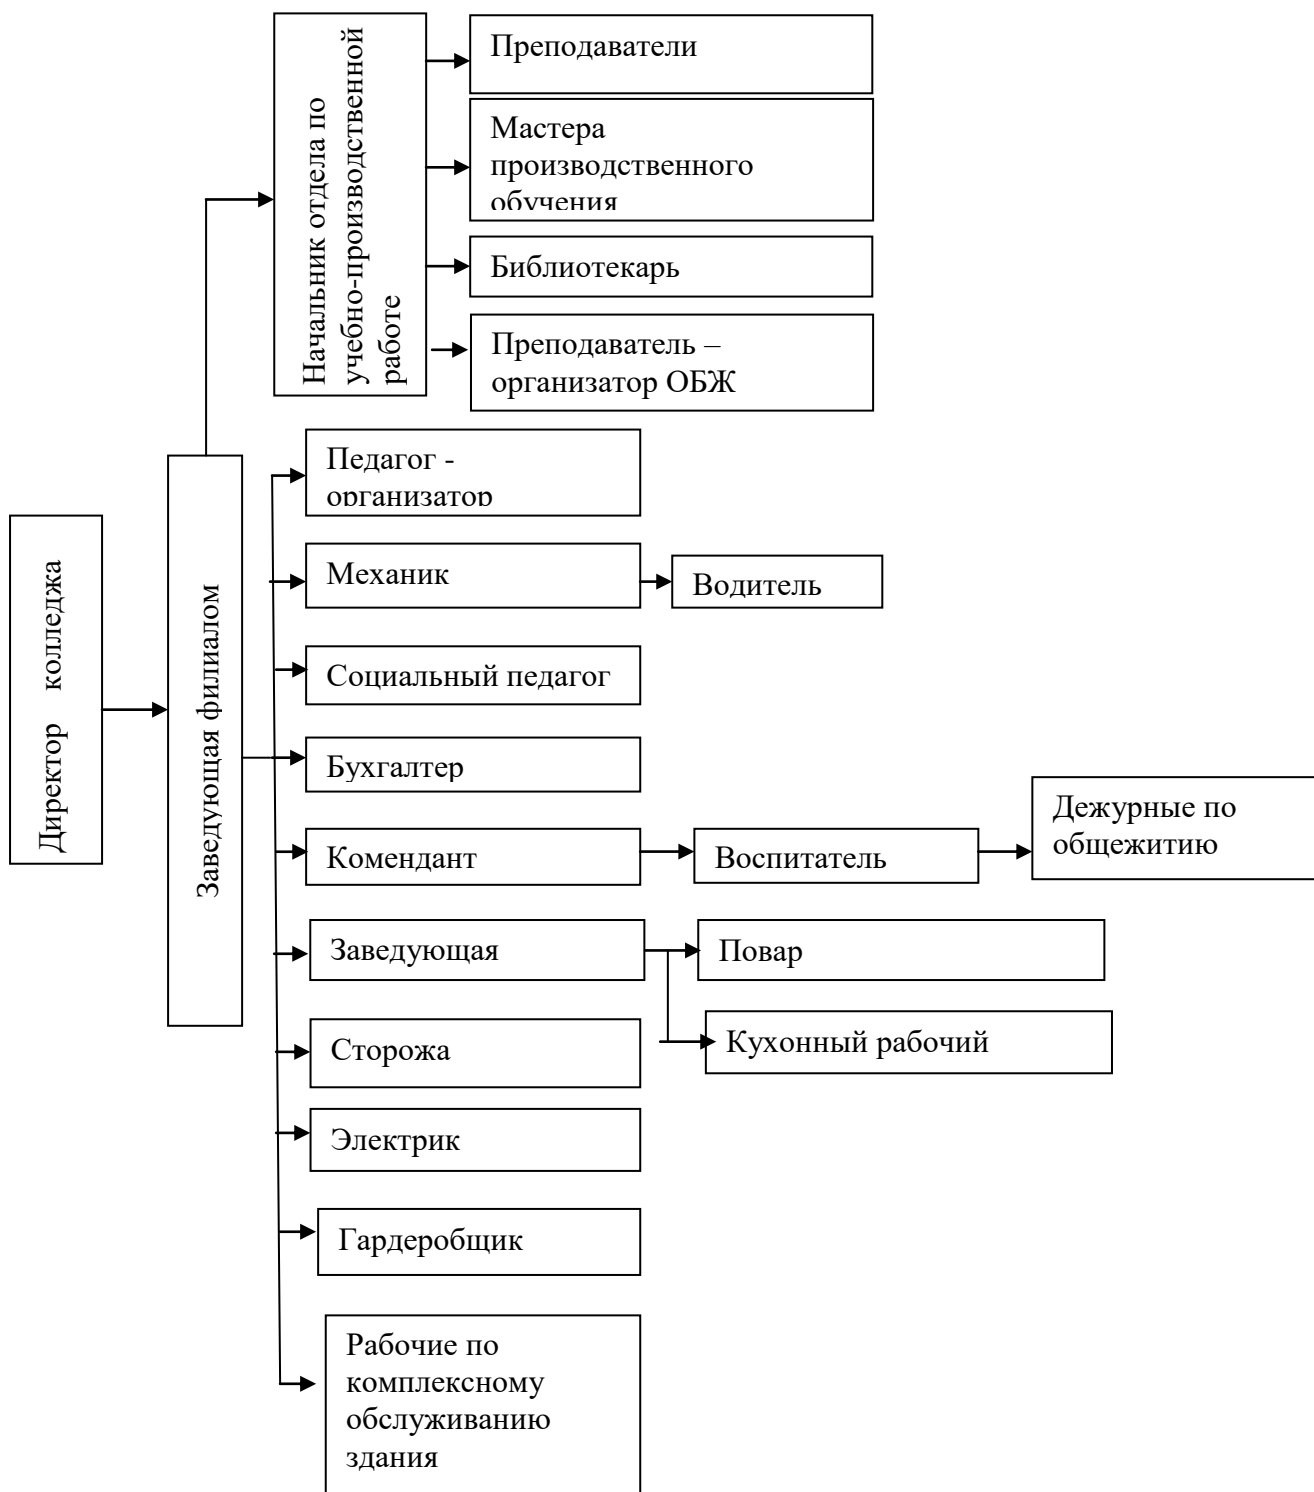 Директор колледжа
Заведующая филиалом
Начальник отдела по
учебно-производственной
работе
Преподаватели
Мастера
производственного
обучения
Библиотекарь
Преподаватель –
организатор ОБЖ
Педагог -
организатор
Механик
Водитель
Социальный педагог
Бухгалтер
Комендант
Воспитатель
Дежурные по
общежитию
Заведующая
Повар
Кухонный рабочий
Сторожа
Электрик
Гардеробщик
Рабочие по
комплексному
обслуживанию
здания